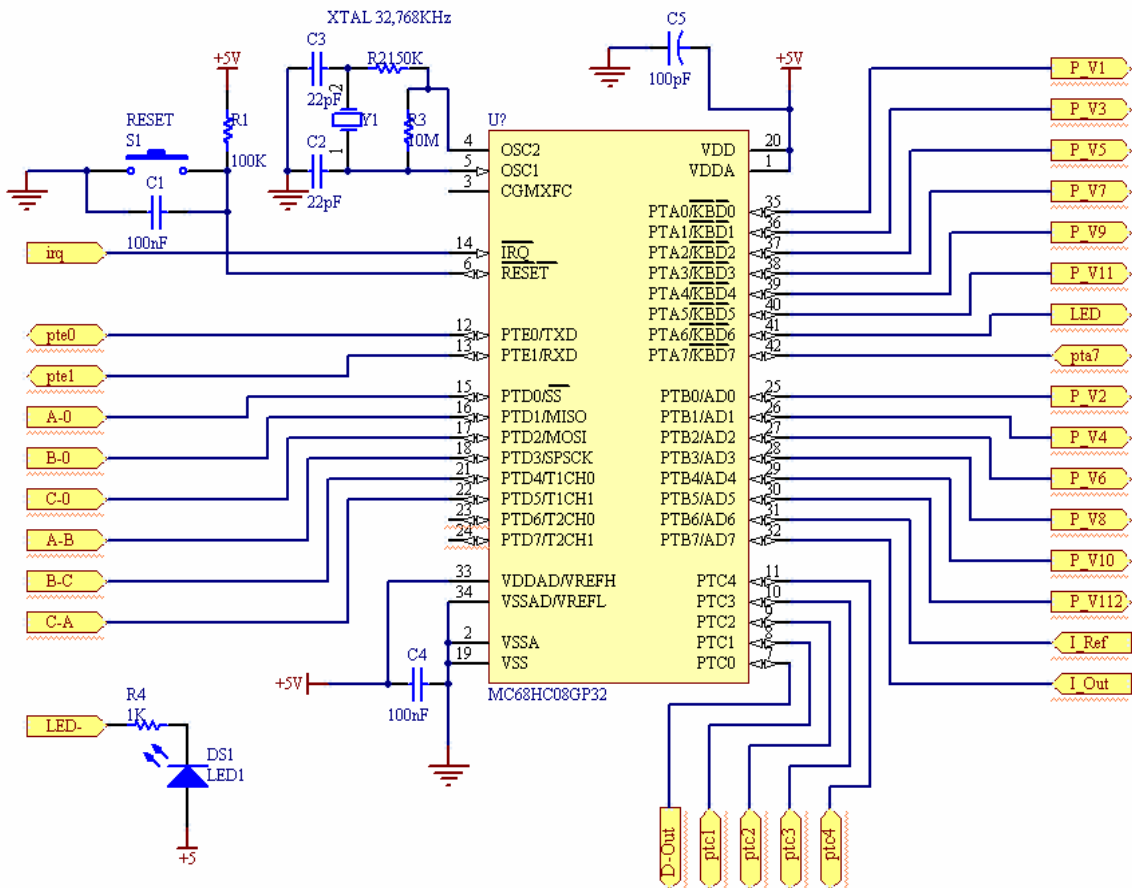 XTAL 32,768KHz
C3
22pF
R2150K
2
Y1
1
R3
10M
C2
22pF
C5
100pF
+5V
+5V
RESET
S1
R1
100K
C1
100nF
U?
4 OSC2
5 OSC1
3 CGMXFC
14 IRQ
6 RESET
12 PTE0/TXD
13 PTE1/RXD
15 PTD0/SS
16 PTD1/MISO
17 PTD2/MOSI
18 PTD3/SPSCK
21 PTD4/T1CH0
22 PTD5/T1CH1
23 PTD6/T2CH0
24 PTD7/T2CH1
33 VDDAD/VREFH
34 VSSAD/VREFL
2 VSSA
19 VSS
VDD 20
VDDA 1
PTA0/KBD0 35
PTA1/KBD1 36
PTA2/KBD2 37
PTA3/KBD3 38
PTA4/KBD4 39
PTA5/KBD5 40
PTA6/KBD6 41
PTA7/KBD7 42
PTB0/AD0 25
PTB1/AD1 26
PTB2/AD2 27
PTB3/AD3 28
PTB4/AD4 29
PTB5/AD5 30
PTB6/AD6 31
PTB7/AD7 32
PTC4 11
PTC3 10
PTC2 9
PTC1 8
PTC0 7
MC68HC08GP32
irq
pte0
pte1
A-0
B-0
C-0
A-B
B-C
C-A
P_V1
P_V3
P_V5
P_V7
P_V9
P_V11
LED
pta7
P_V2
P_V4
P_V6
P_V8
P_V10
P_V112
I_Ref
I_Out
+5V
C4
100nF
LED-
R4
1K
DS1
LED1
+5
D-Out
ptc1
ptc2
ptc3
ptc4